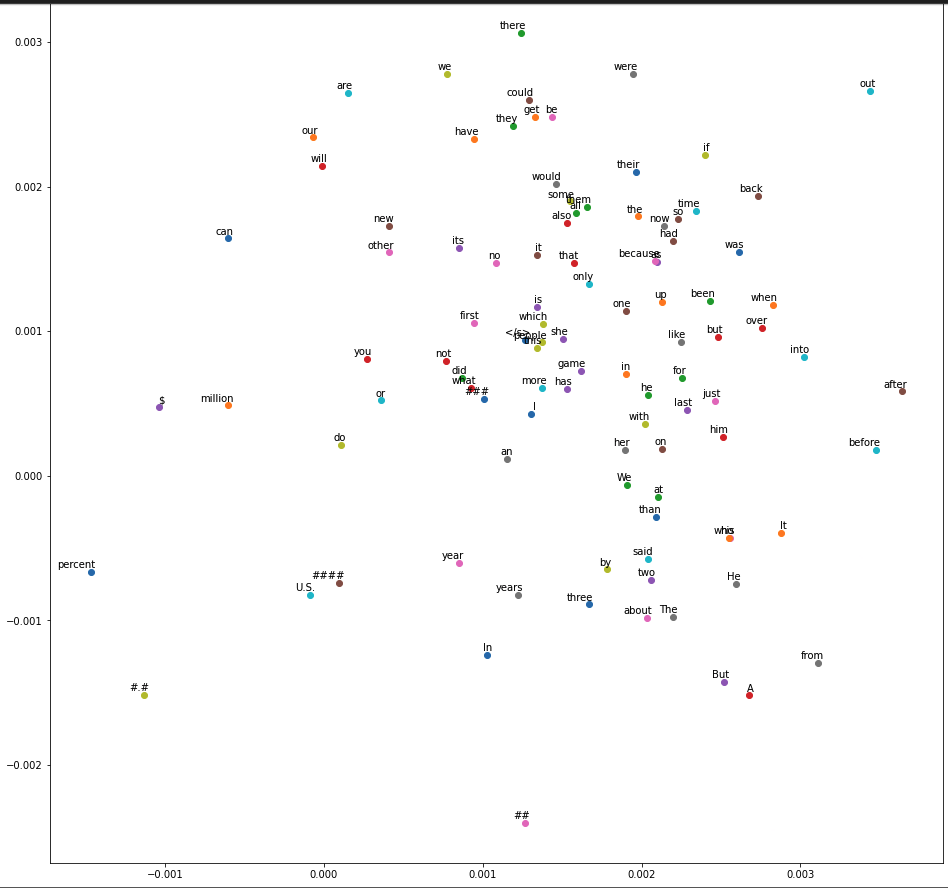 there
0.003
we
were
are
out
could
get
be
they
our
have
if
will
their
0.002
would
back
some
them
all
time
the
so
also
new
now
can
had
its
other
it
was
no
that
because
as
only
is
up
been
when
one
first
which
over
0.001
</s>
people
she
like
but
this
into
you
not
game
in
did
for
what
more
has
he
after
###
$
million
or
last
just
I
with
do
him
her
on
before
an
0.000
We
at
than
who
his
It
said
year
by
percent
two
####
He
U.S.
years
three
about
The
−0.001
In
from
But
#.#
A
−0.002
##
−0.001
0.000
0.001
0.002
0.003